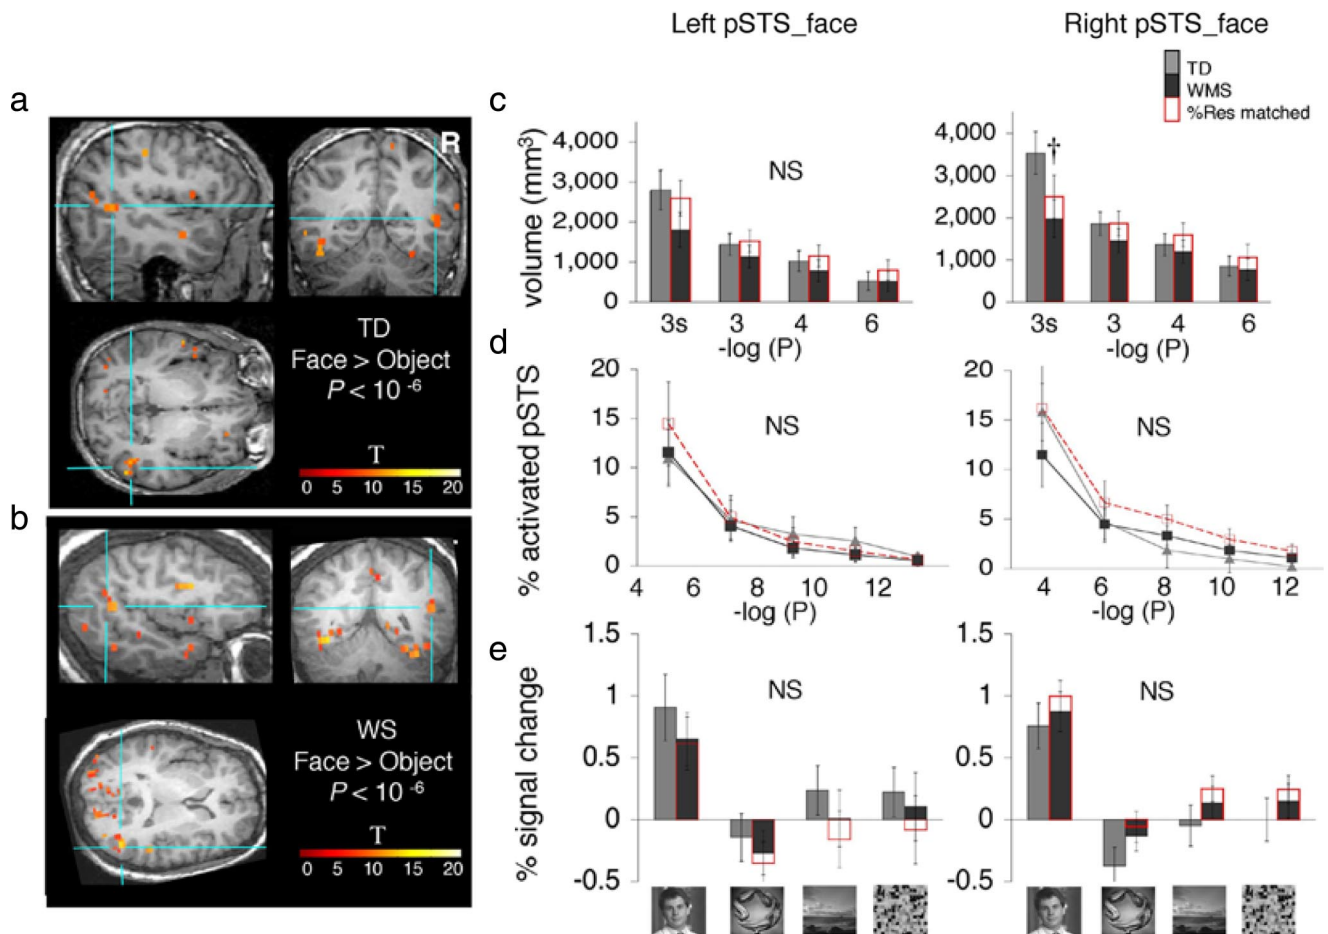 Left pSTS_face
Right pSTS_face
TD
WMS
%Res matched
a
R
TD
Face > Object
P < 10 -6
T
0 5 10 15 20
b
WS
Face > Object
P < 10 -6
T
0 5 10 15 20
c
volume (mm3)
4,000
3,000
2,000
1,000
0
NS
3s 3 4 6
-log (P)
4,000
3,000
2,000
1,000
0
†
3s 3 4 6
-log (P)
d
% activated pSTS
20
15
10
5
0
NS
4 6 8 10 12
-log (P)
20
15
10
5
0
NS
4 6 8 10 12
-log (P)
e
% signal change
1.5
1
0.5
0
-0.5
NS
1.5
1
0.5
0
-0.5
NS